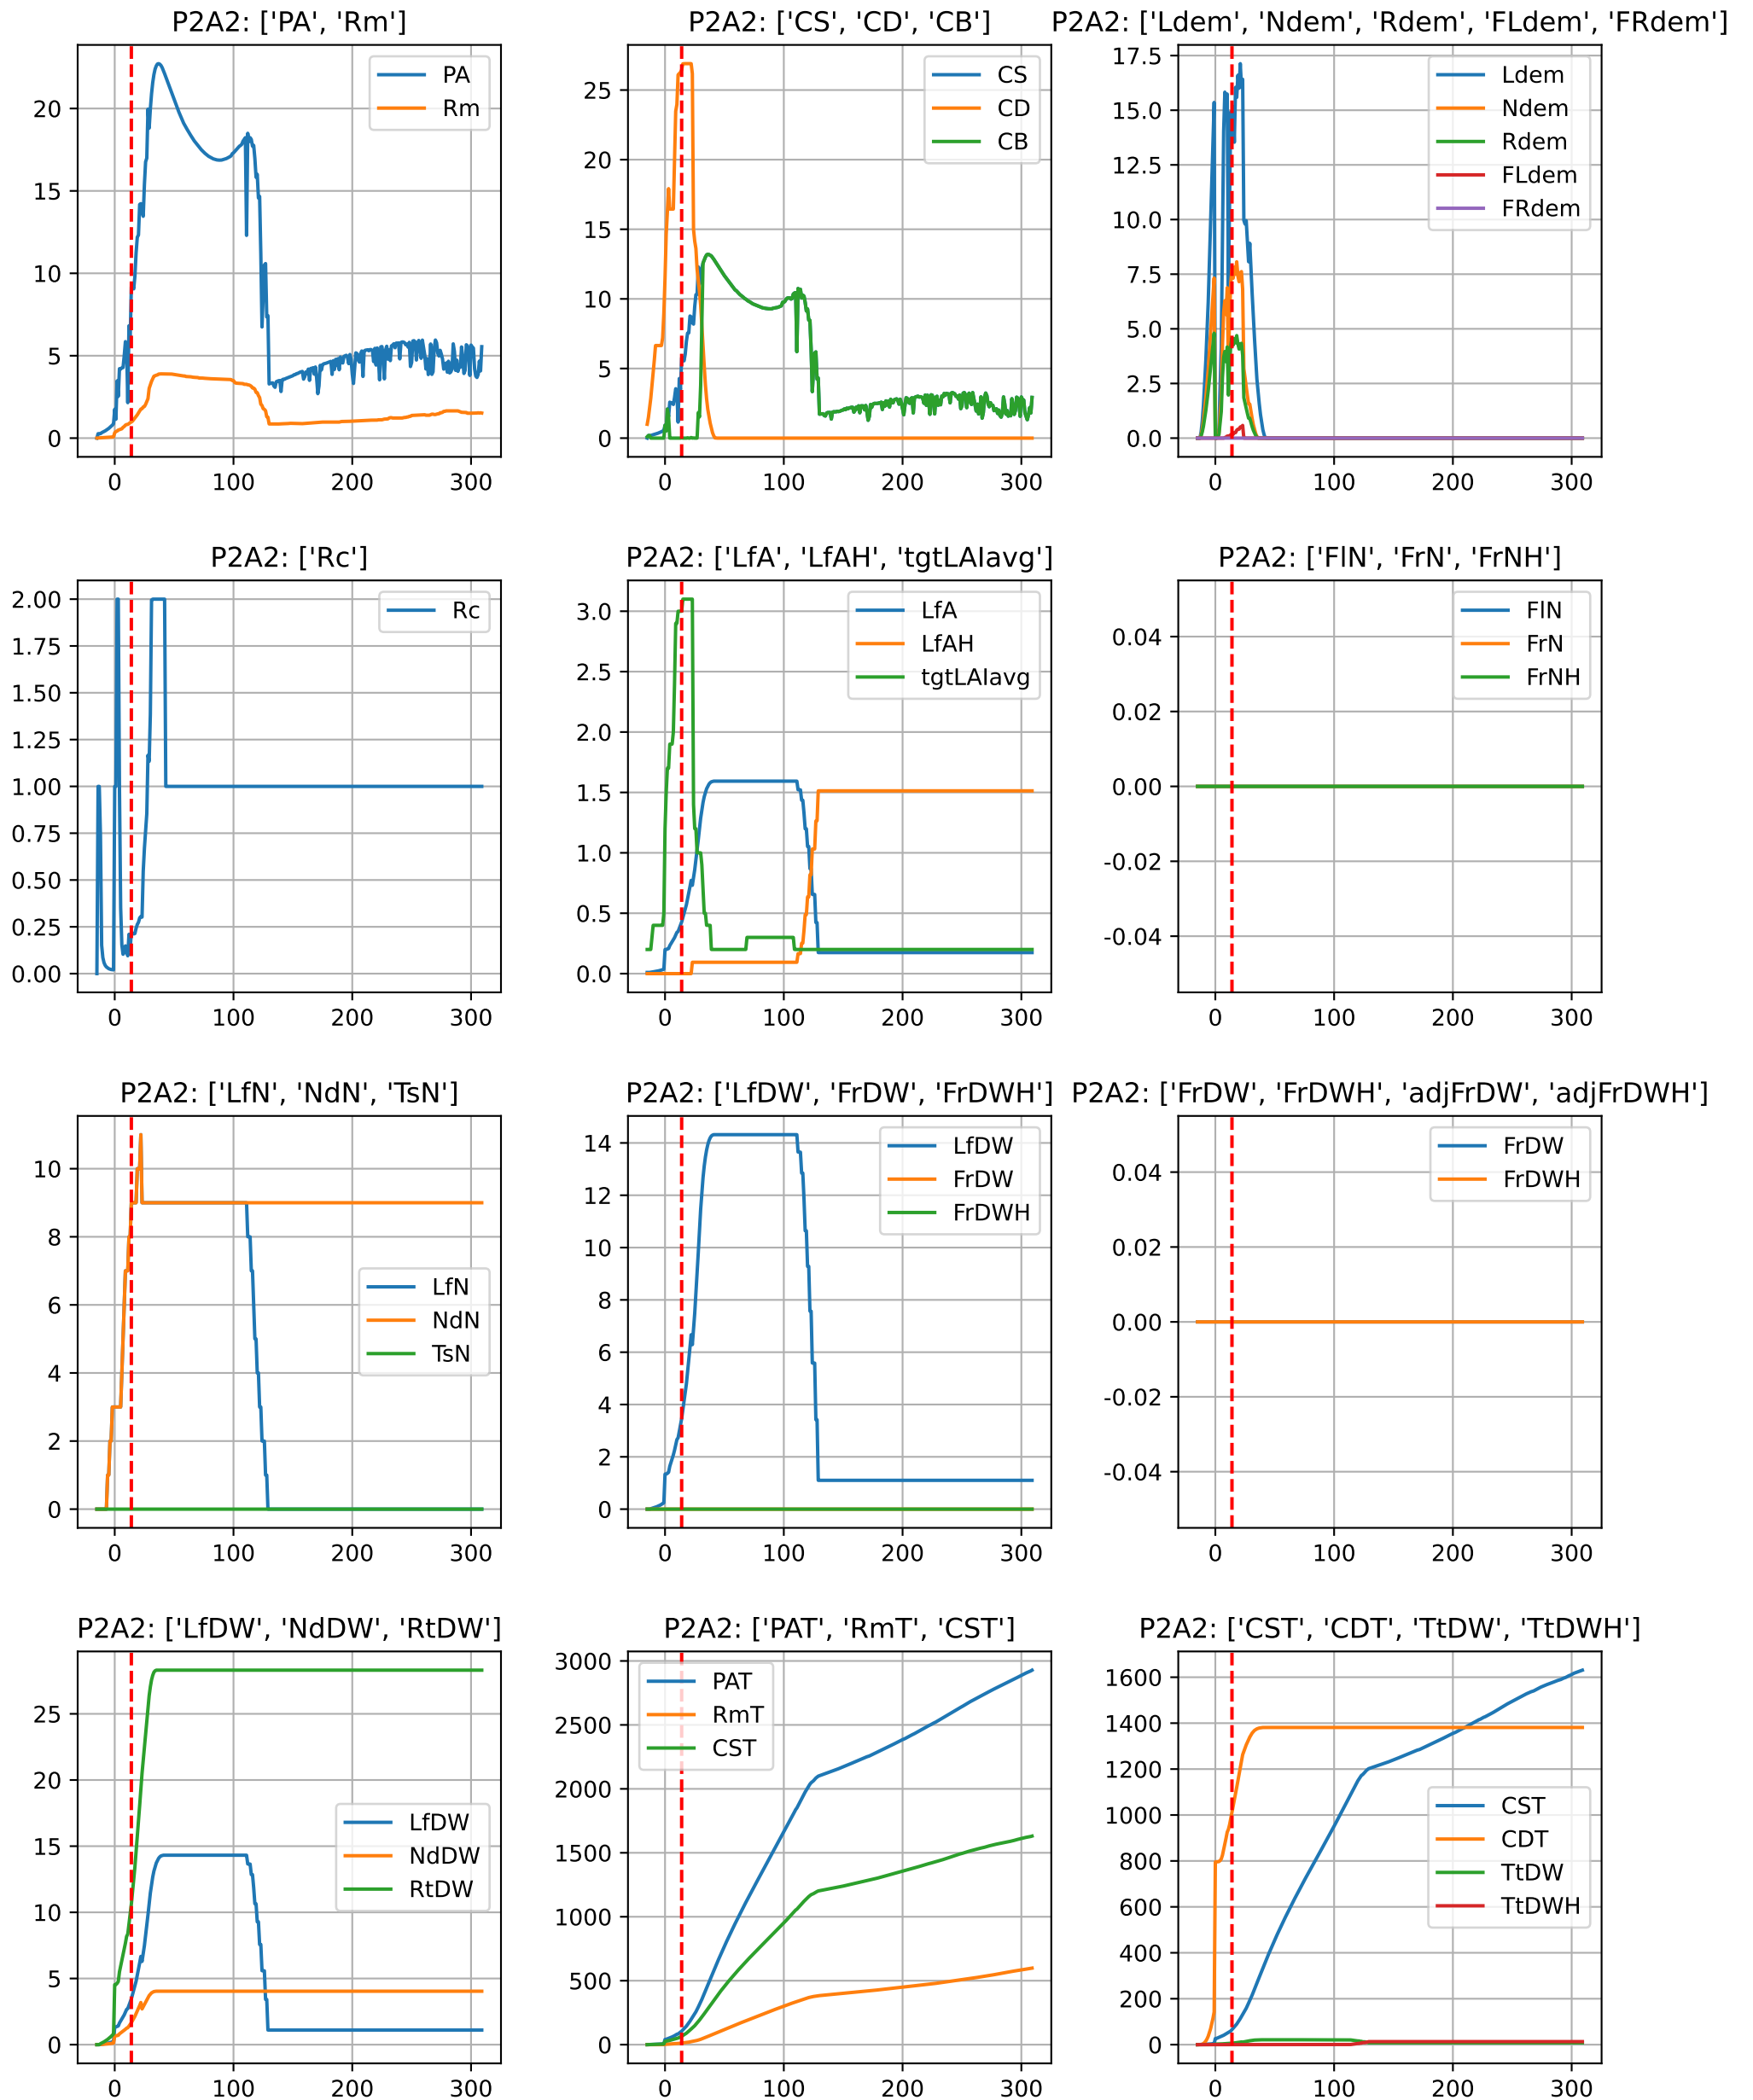 P2A2: ['PA', 'Rm']
PA
Rm
20
15
10
5
0
0 100 200 300
P2A2: ['CS', 'CD', 'CB']
CS
CD
CB
25
20
15
10
5
0
0 100 200 300
P2A2: ['Ldem', 'Ndem', 'Rdem', 'FLdem', 'FRdem']
Ldem
Ndem
Rdem
FLdem
FRdem
17.5
15.0
12.5
10.0
7.5
5.0
2.5
0.0
0 100 200 300
P2A2: ['Rc']
Rc
2.00
1.75
1.50
1.25
1.00
0.75
0.50
0.25
0.00
0 100 200 300
P2A2: ['LfA', 'LfAH', 'tgtLAIavg']
LfA
LfAH
tgtLAIavg
3.0
2.5
2.0
1.5
1.0
0.5
0.0
0 100 200 300
P2A2: ['FlN', 'FrN', 'FrNH']
FlN
FrN
FrNH
0.04
0.02
0.00
-0.02
-0.04
0 100 200 300
P2A2: ['LfN', 'NdN', 'TsN']
LfN
NdN
TsN
10
8
6
4
2
0
0 100 200 300
P2A2: ['LfDW', 'FrDW', 'FrDWH']
LfDW
FrDW
FrDWH
14
12
10
8
6
4
2
0
0 100 200 300
P2A2: ['FrDW', 'FrDWH', 'adjFrDW', 'adjFrDWH']
FrDW
FrDWH
0.04
0.02
0.00
-0.02
-0.04
0 100 200 300
P2A2: ['LfDW', 'NdDW', 'RtDW']
LfDW
NdDW
RtDW
25
20
15
10
5
0
0 100 200 300
P2A2: ['PAT', 'RmT', 'CST']
PAT
RmT
CST
3000
2500
2000
1500
1000
500
0
0 100 200 300
P2A2: ['CST', 'CDT', 'TtDW', 'TtDWH']
CST
CDT
TtDW
TtDWH
1600
1400
1200
1000
800
600
400
200
0
0 100 200 300